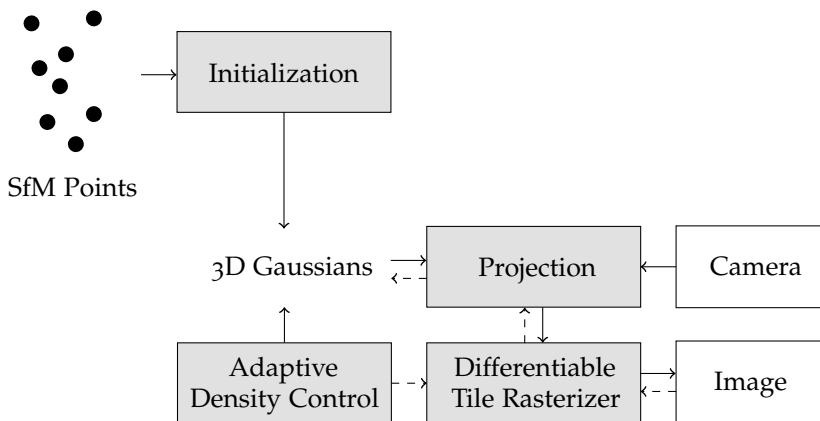 Initialization
SfM Points
3D Gaussians
Projection
Camera
Adaptive
Density Control
Differentiable
Tile Rasterizer
Image